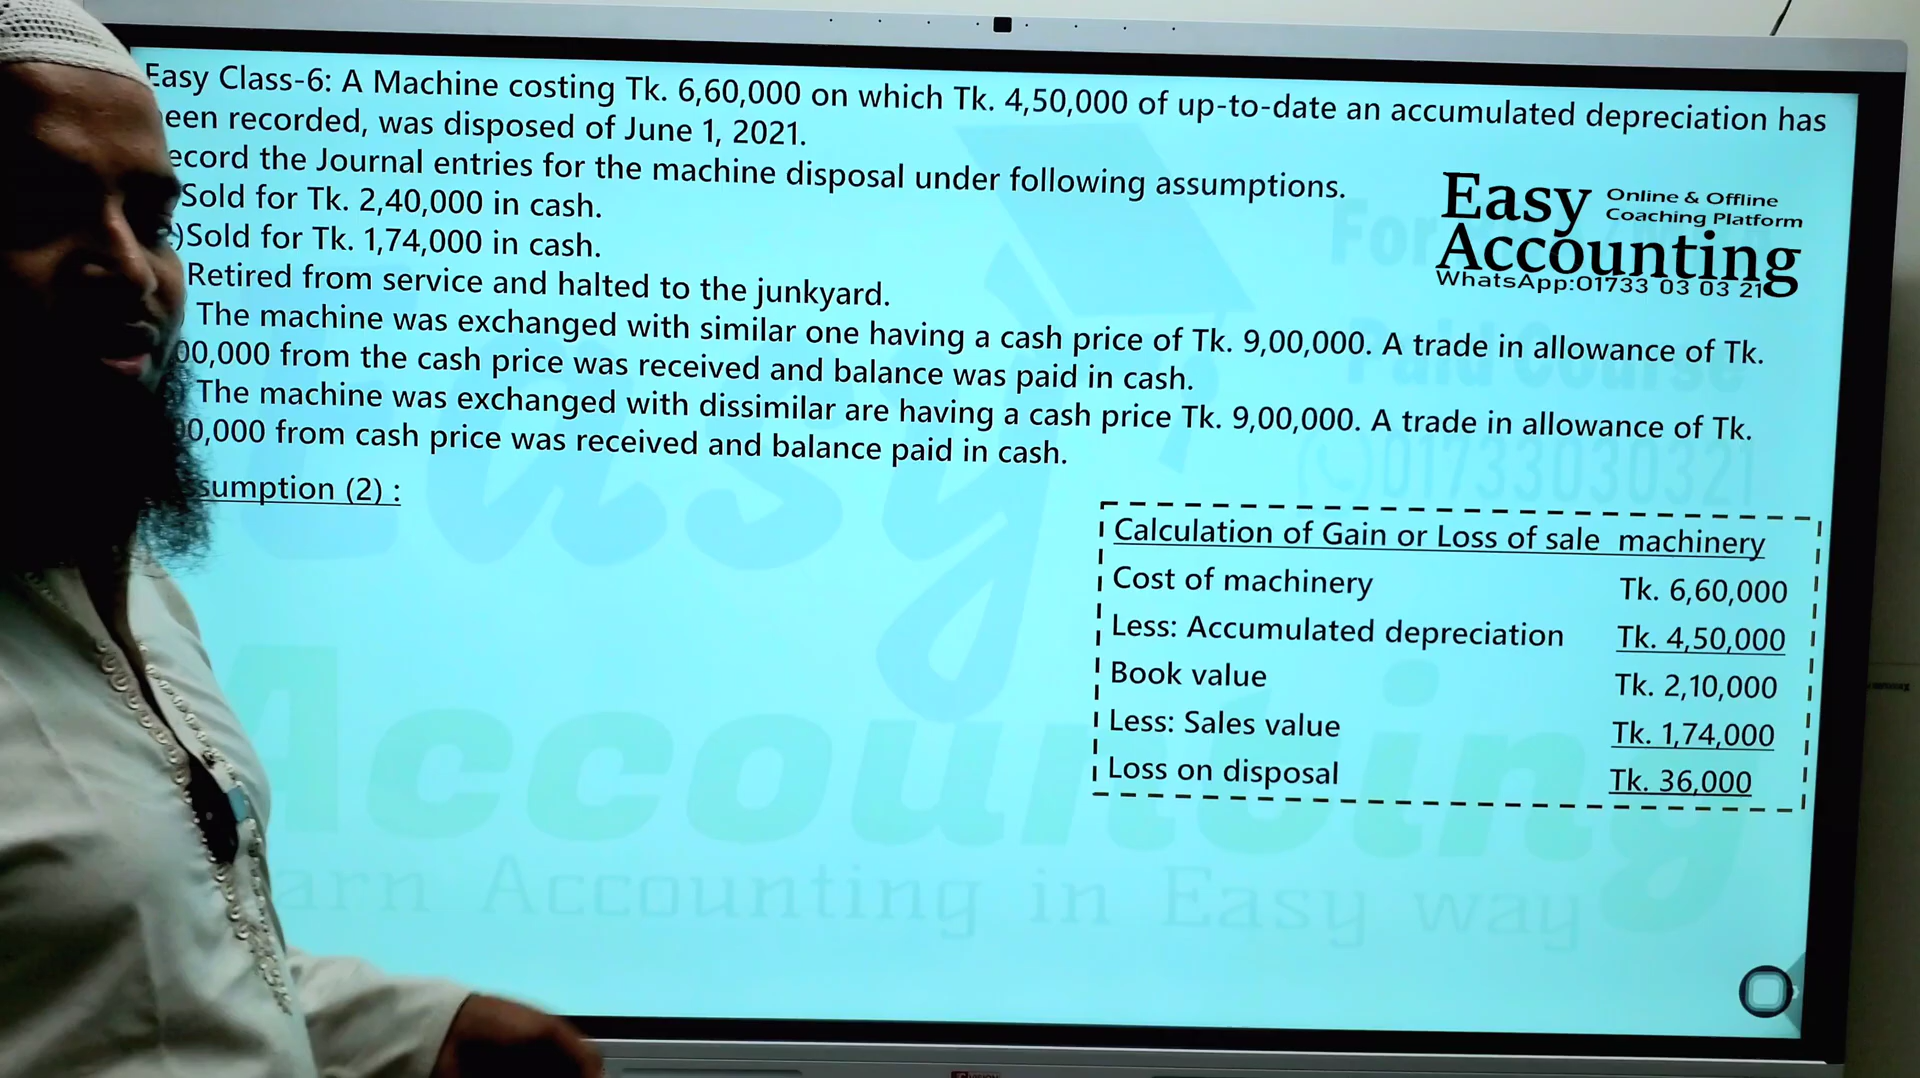 Easy Class-6: A Machine costing Tk. 6,60,000 on which Tk. 4,50,000 of up-to-date an accumulated depreciation has
een recorded, was disposed of June 1, 2021.
ecord the Journal entries for the machine disposal under following assumptions.
Sold for Tk. 2,40,000 in cash.
)Sold for Tk. 1,74,000 in cash.
Retired from service and halted to the junkyard.
The machine was exchanged with similar one having a cash price of Tk. 9,00,000. A trade in allowance of Tk.
00,000 from the cash price was received and balance was paid in cash.
The machine was exchanged with dissimilar are having a cash price Tk. 9,00,000. A trade in allowance of Tk.
00,000 from cash price was received and balance paid in cash.
Easy Accounting
Online & Offline
Coaching Platform
WhatsApp:01733 03 03 21
For
Paid Course
01733030321
sumption (2) :
Calculation of Gain or Loss of sale machinery
Cost of machinery Tk. 6,60,000
Less: Accumulated depreciation Tk. 4,50,000
Book value Tk. 2,10,000
Less: Sales value Tk. 1,74,000
Loss on disposal Tk. 36,000
Easy
Accounting
arn Accounting in Easy way